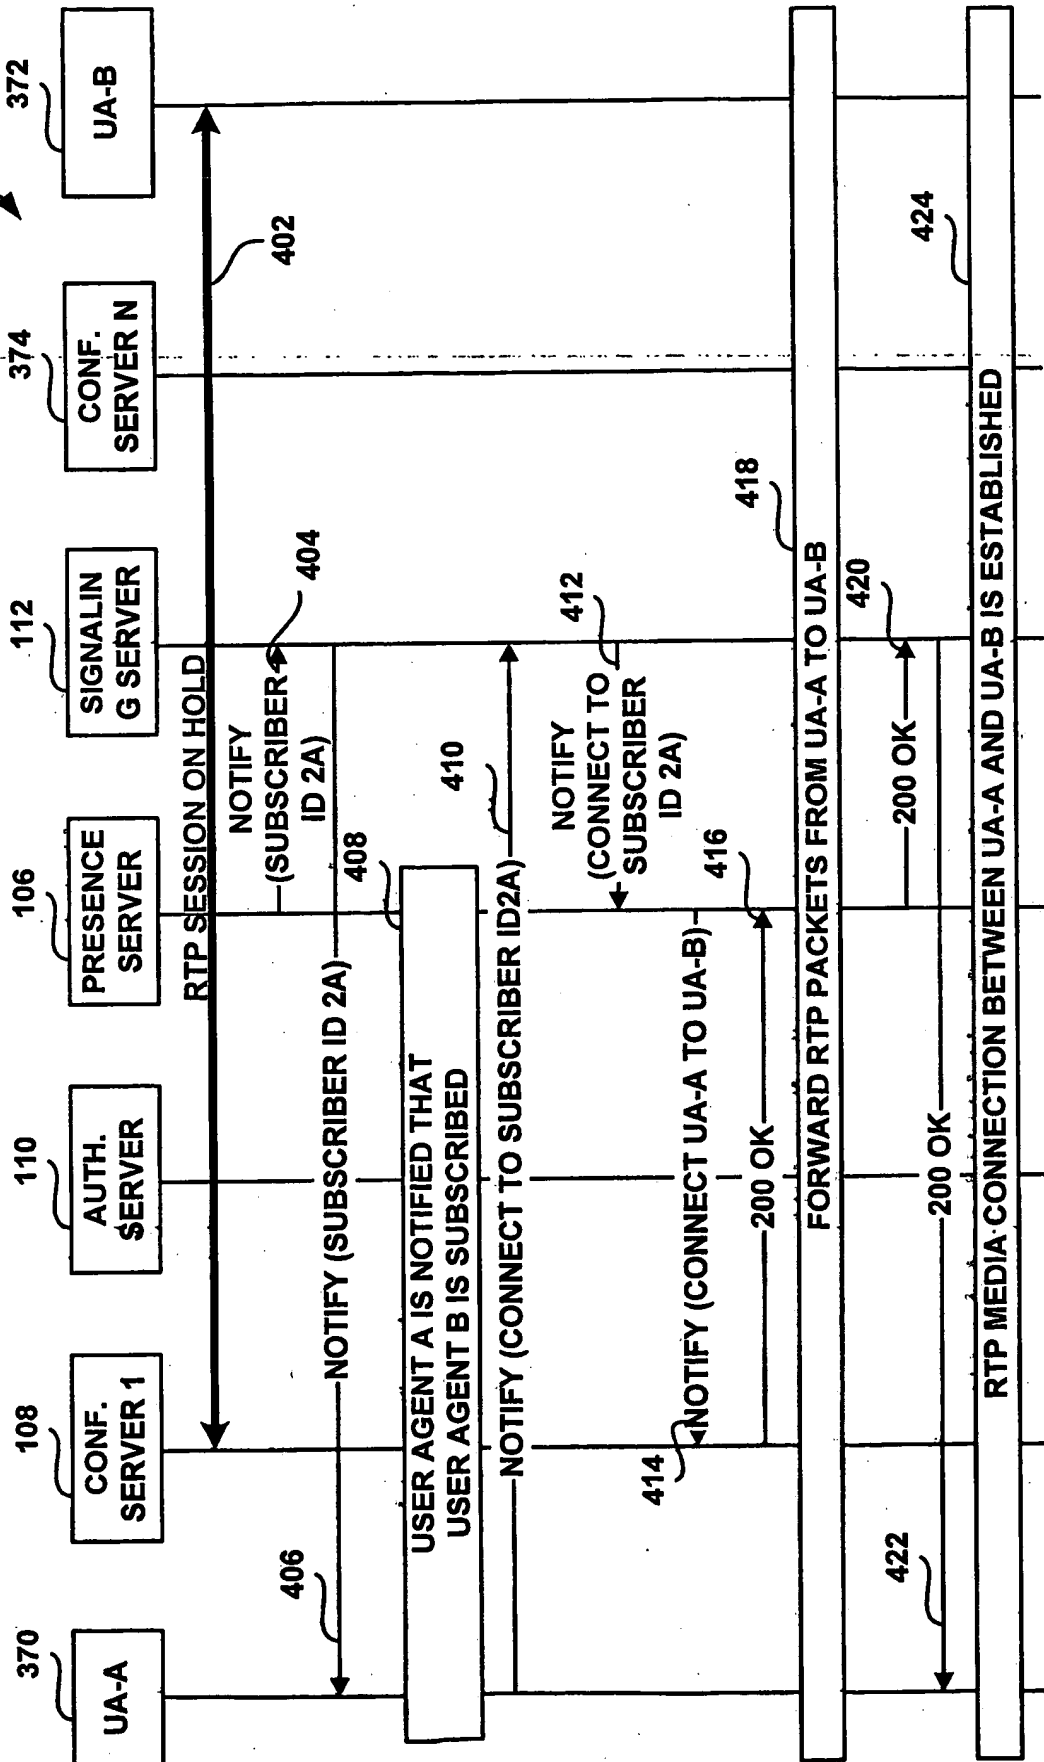 370
UA-A
108
CONF.
SERVER 1
110
AUTH.
SERVER
106
PRESENCE
SERVER
112
SIGNALIN
G SERVER
374
CONF.
SERVER N
372
UA-B
RTP SESSION ON HOLD
402
NOTIFY
(SUBSCRIBER
ID 2A)
404
406
NOTIFY (SUBSCRIBER ID 2A)
408
USER AGENT A IS NOTIFIED THAT
USER AGENT B IS SUBSCRIBED
NOTIFY (CONNECT TO SUBSCRIBER ID2A)
410
NOTIFY
(CONNECT TO
SUBSCRIBER
ID 2A)
412
414
NOTIFY (CONNECT UA-A TO UA-B)
416
200 OK
418
FORWARD RTP PACKETS FROM UA-A TO UA-B
200 OK
420
422
200 OK
424
RTP MEDIA CONNECTION BETWEEN UA-A AND UA-B IS ESTABLISHED